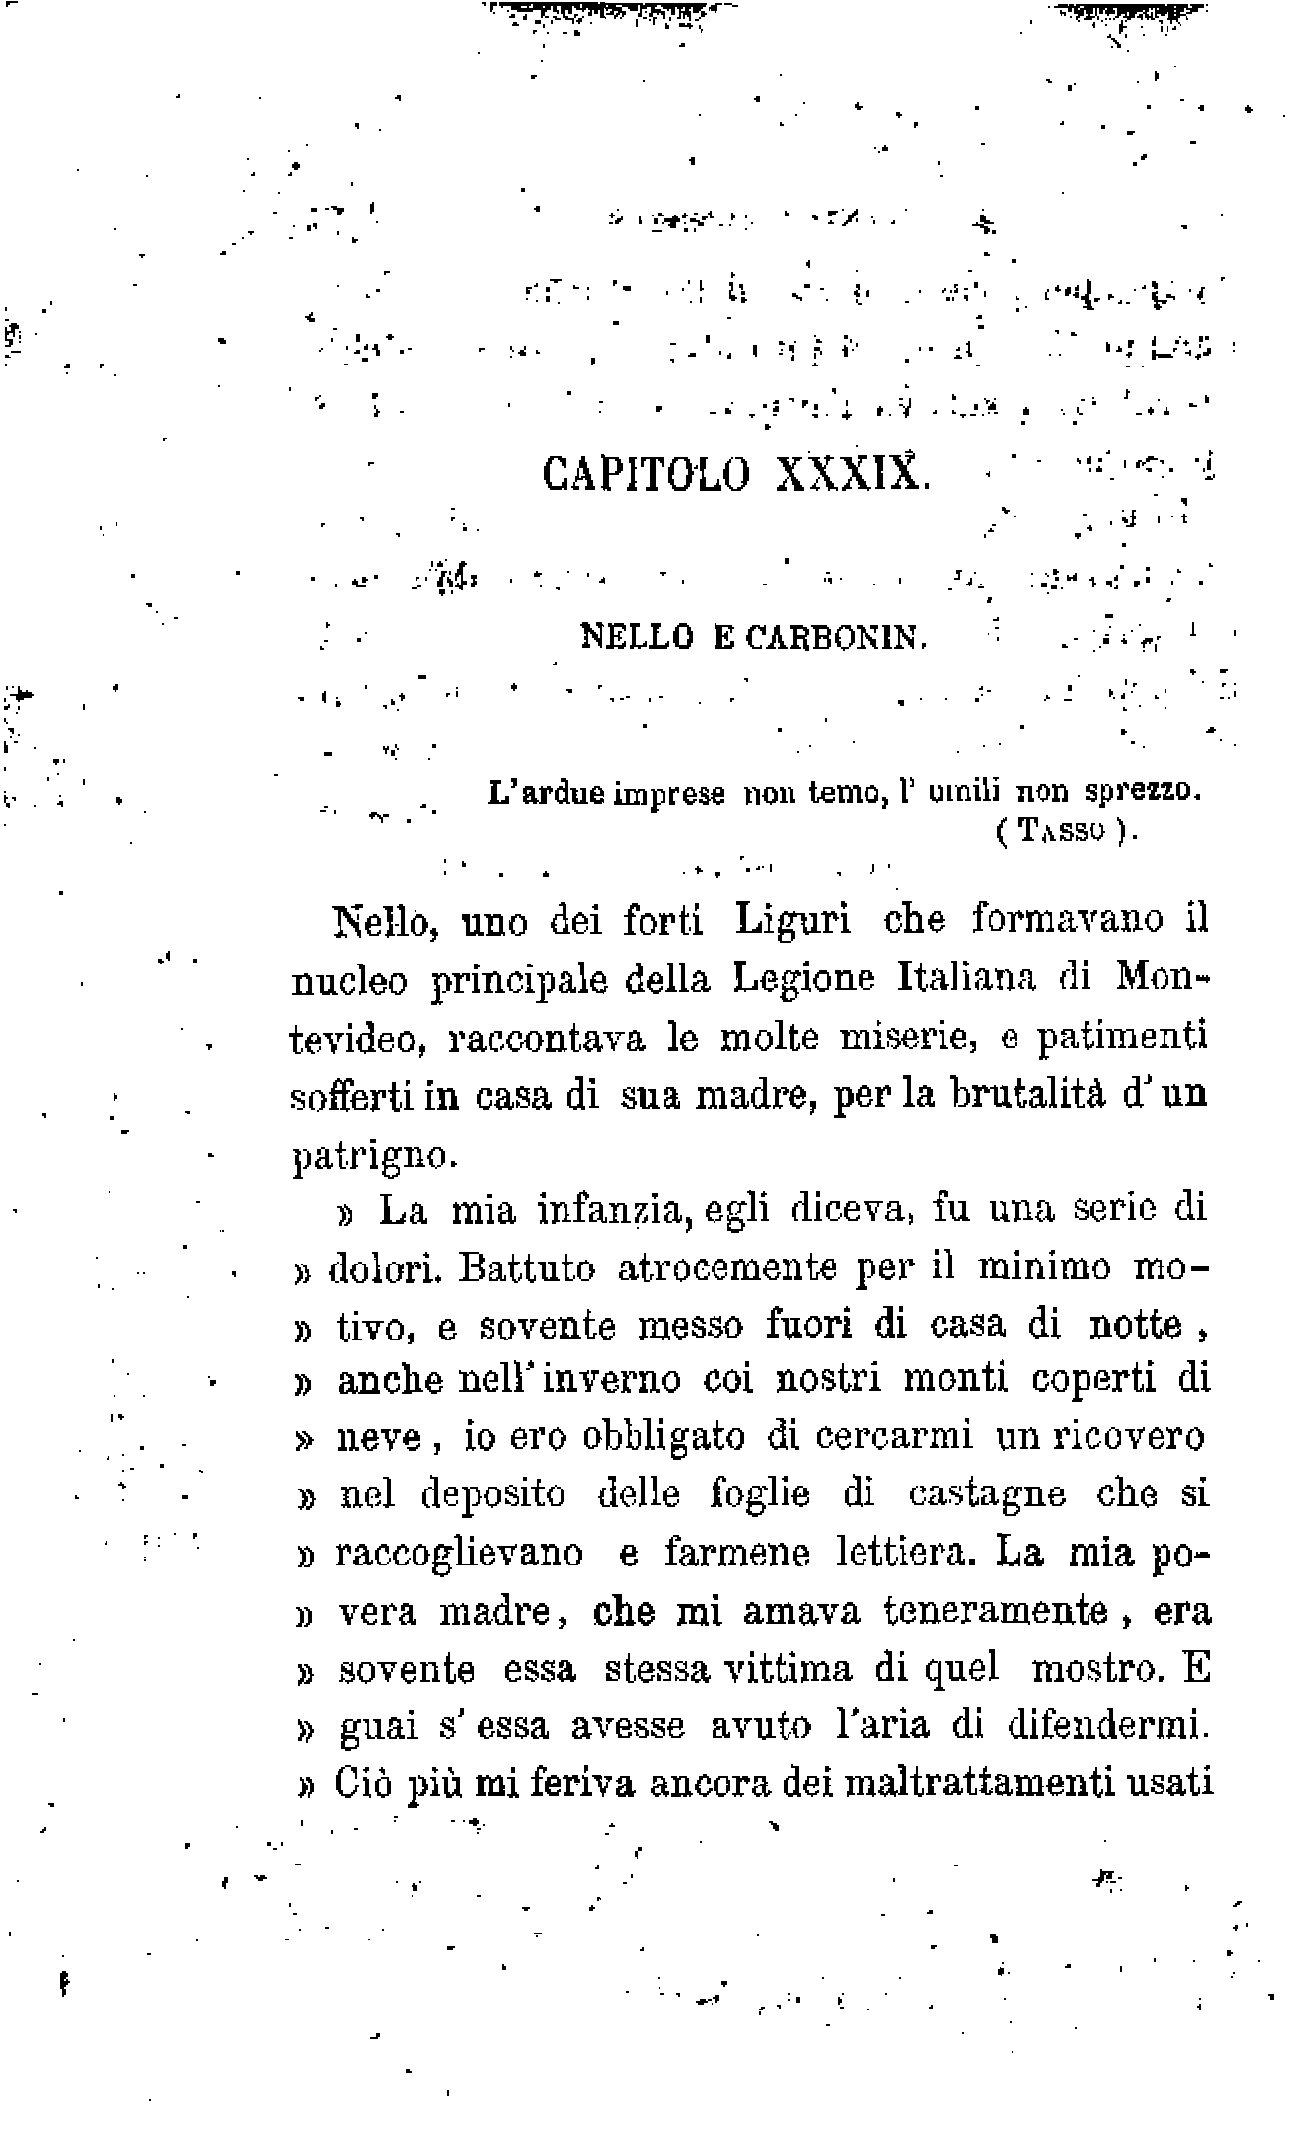 CAPITOLO XXXIX.
NELLO E CARBONIN.
L'ardue imprese non temo, l' umili non sprezzo.
( TASSO ).
Nello, uno dei forti Liguri che formavano il
nucleo principale della Legione Italiana di Mon-
tevideo, raccontava le molte miserie, e patimenti
sofferti in casa di sua madre, per la brutalità d' un
patrigno.
» La mia infanzia, egli diceva, fu una serie di
» dolori. Battuto atrocemente per il minimo mo-
» tivo, e sovente messo fuori di casa di notte ,
» anche nell' inverno coi nostri monti coperti di
» neve , io ero obbligato di cercarmi un ricovero
» nel deposito delle foglie di castagne che si
» raccoglievano e farmene lettiera. La mia po-
» vera madre, che mi amava teneramente , era
» sovente essa stessa vittima di quel mostro. E
» guai s' essa avesse avuto l'aria di difendermi.
» Ciò più mi feriva ancora dei maltrattamenti usati